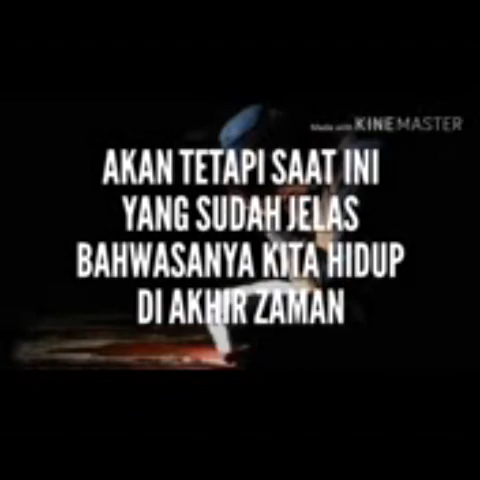 Made with KINEMASTER
AKAN TETAPI SAAT INI
YANG SUDAH JELAS
BAHWASANYA KITA HIDUP
DI AKHIR ZAMAN